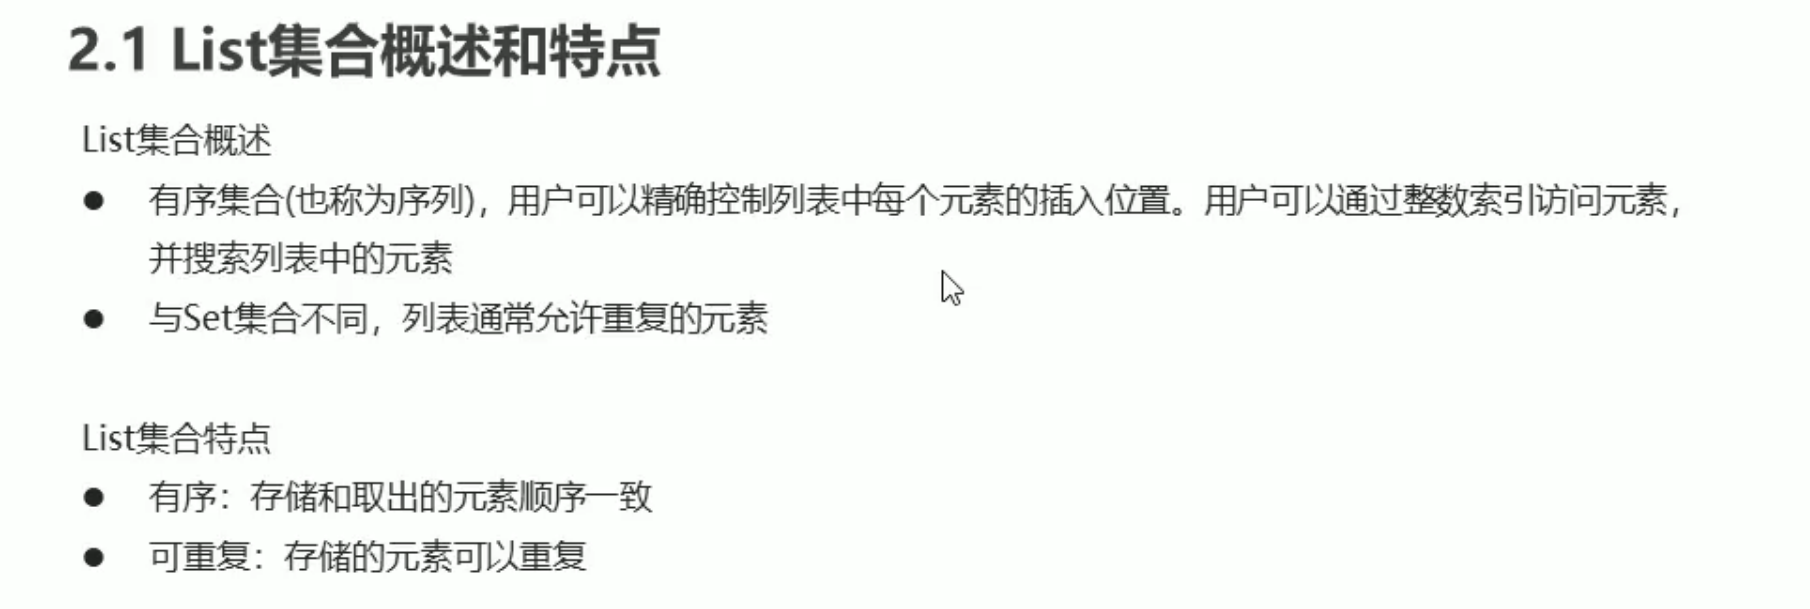 2.1 List集合概述和特点
List集合概述
● 有序集合(也称为序列)，用户可以精确控制列表中每个元素的插入位置。用户可以通过整数索引访问元素，
并搜索列表中的元素
● 与Set集合不同，列表通常允许重复的元素
List集合特点
● 有序：存储和取出的元素顺序一致
● 可重复：存储的元素可以重复